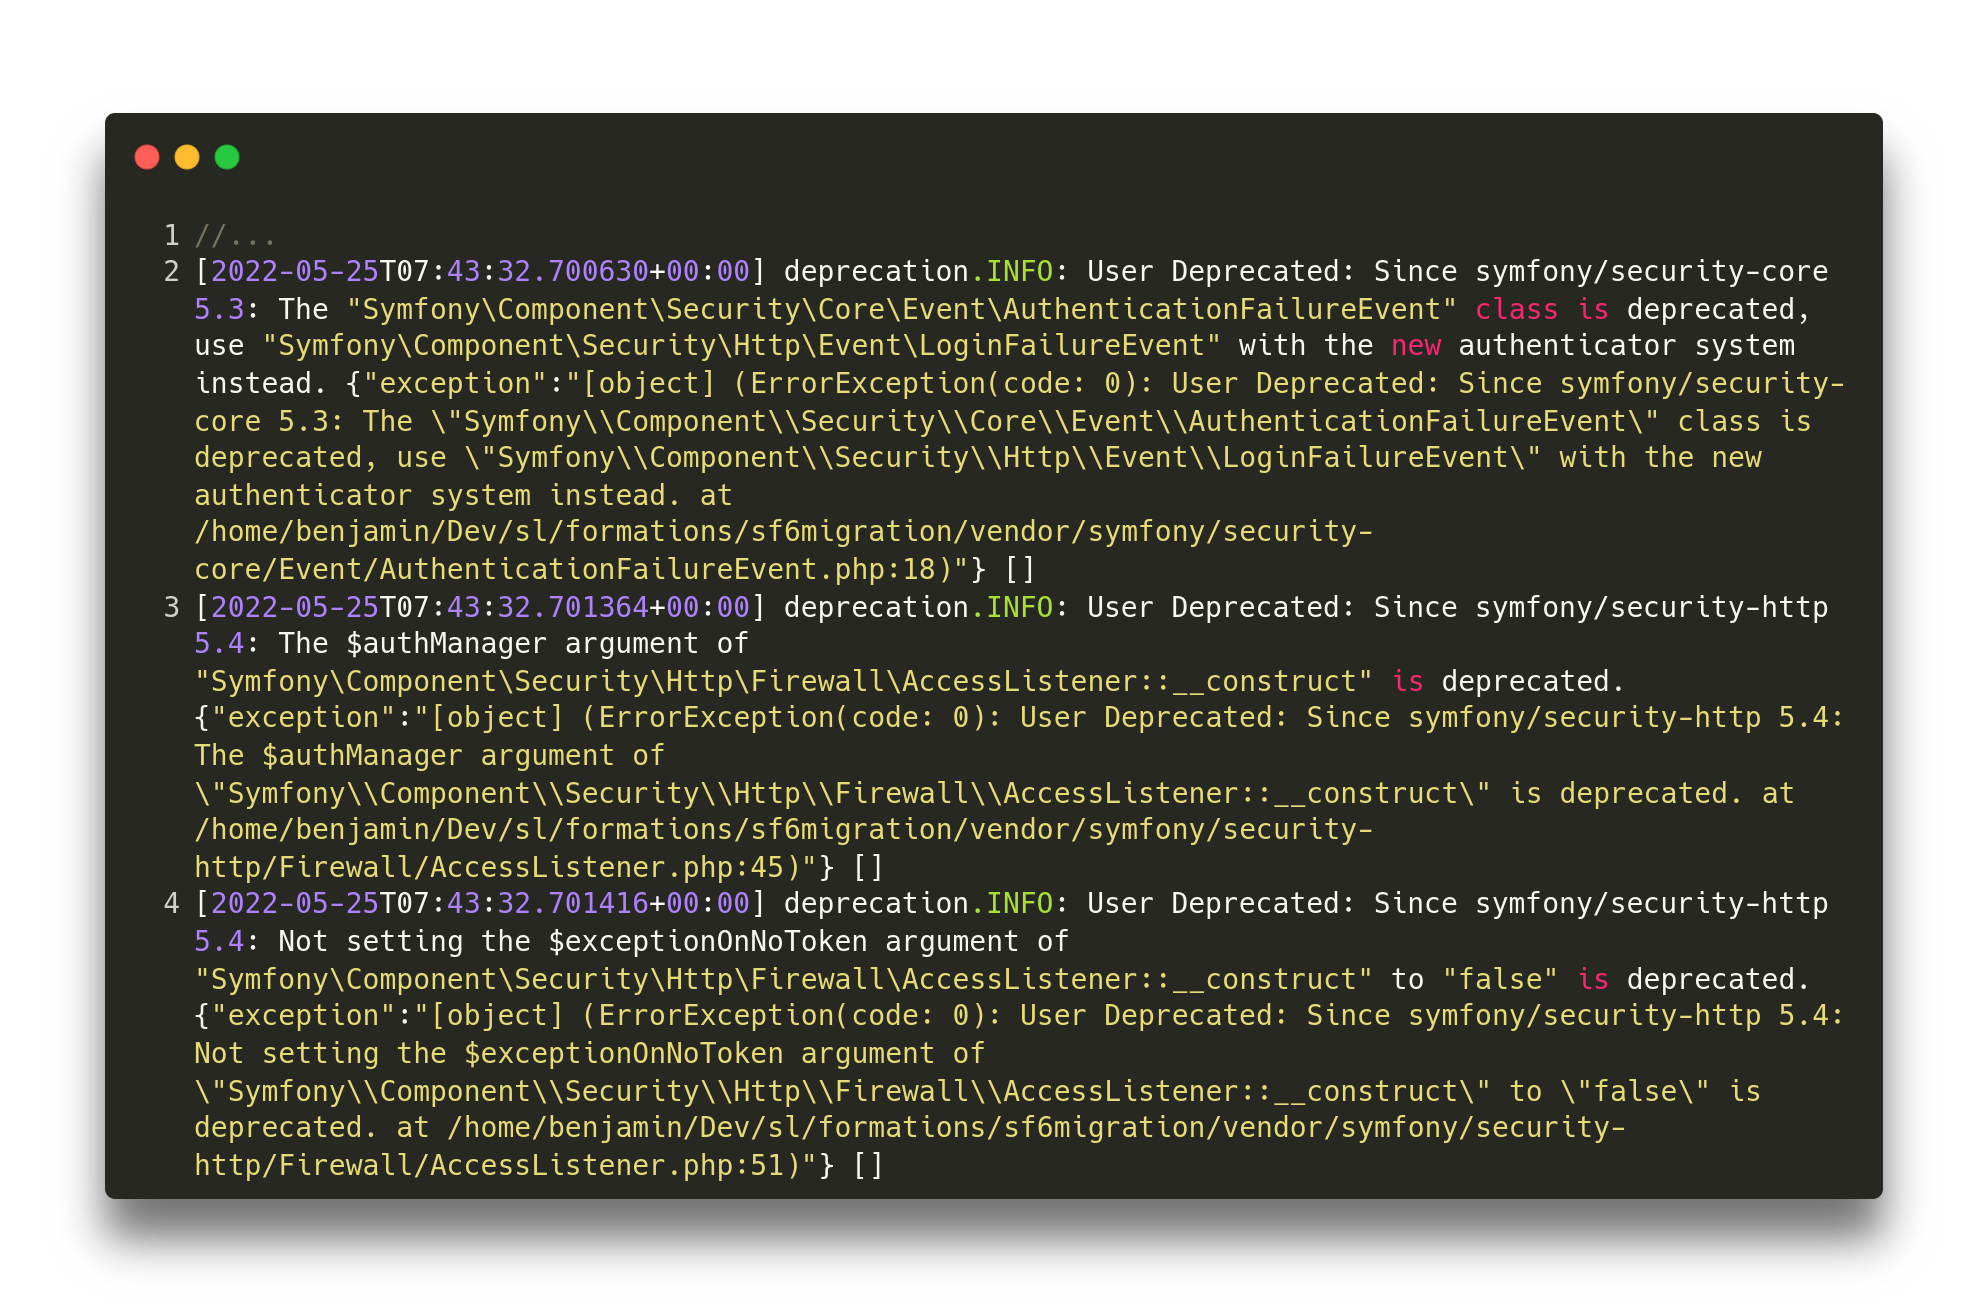 1 //...
2 [2022-05-25T07:43:32.700630+00:00] deprecation.INFO: User Deprecated: Since symfony/security-core
5.3: The "Symfony\Component\Security\Core\Event\AuthenticationFailureEvent" class is deprecated,
use "Symfony\Component\Security\Http\Event\LoginFailureEvent" with the new authenticator system
instead. {"exception":"[object] (ErrorException(code: 0): User Deprecated: Since symfony/security-
core 5.3: The \"Symfony\\Component\\Security\\Core\\Event\\AuthenticationFailureEvent\" class is
deprecated, use \"Symfony\\Component\\Security\\Http\\Event\\LoginFailureEvent\" with the new
authenticator system instead. at
/home/benjamin/Dev/sl/formations/sf6migration/vendor/symfony/security-
core/Event/AuthenticationFailureEvent.php:18)"} []
3 [2022-05-25T07:43:32.701364+00:00] deprecation.INFO: User Deprecated: Since symfony/security-http
5.4: The $authManager argument of
"Symfony\Component\Security\Http\Firewall\AccessListener::__construct" is deprecated.
{"exception":"[object] (ErrorException(code: 0): User Deprecated: Since symfony/security-http 5.4:
The $authManager argument of
\"Symfony\\Component\\Security\\Http\\Firewall\\AccessListener::__construct\" is deprecated. at
/home/benjamin/Dev/sl/formations/sf6migration/vendor/symfony/security-
http/Firewall/AccessListener.php:45)"} []
4 [2022-05-25T07:43:32.701416+00:00] deprecation.INFO: User Deprecated: Since symfony/security-http
5.4: Not setting the $exceptionOnNoToken argument of
"Symfony\Component\Security\Http\Firewall\AccessListener::__construct" to "false" is deprecated.
{"exception":"[object] (ErrorException(code: 0): User Deprecated: Since symfony/security-http 5.4:
Not setting the $exceptionOnNoToken argument of
\"Symfony\\Component\\Security\\Http\\Firewall\\AccessListener::__construct\" to \"false\" is
deprecated. at /home/benjamin/Dev/sl/formations/sf6migration/vendor/symfony/security-
http/Firewall/AccessListener.php:51)"} []